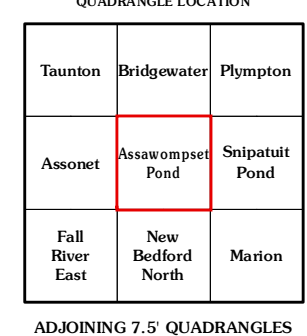 QUADRANGLE LOCATION
Taunton Bridgewater Plympton
Assonet Assawompset Pond Snipatuit Pond
Fall River East New Bedford North Marion
ADJOINING 7.5' QUADRANGLES